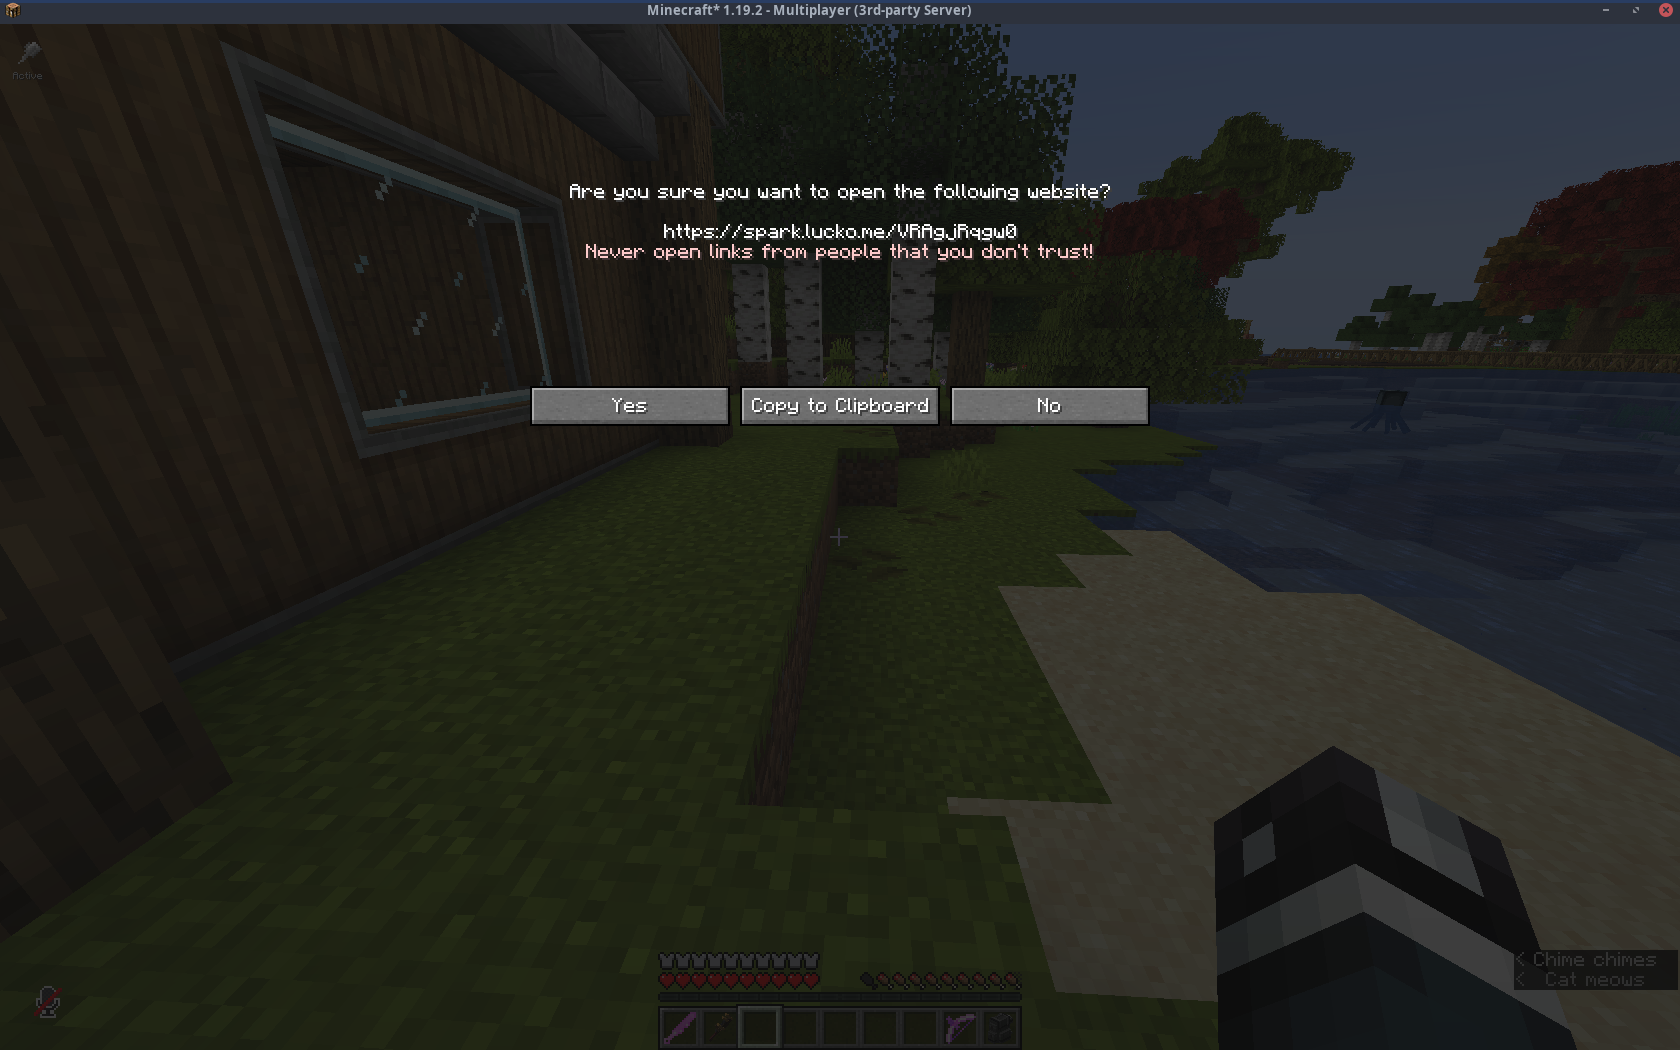 Minecraft* 1.19.2 - Multiplayer (3rd-party Server)
Active
Are you sure you want to open the following website?
https://spark.lucko.me/VRAgjRqgw0
Never open links from people that you don't trust!
Yes
Copy to Clipboard
No
< Chime chimes
< Cat meows